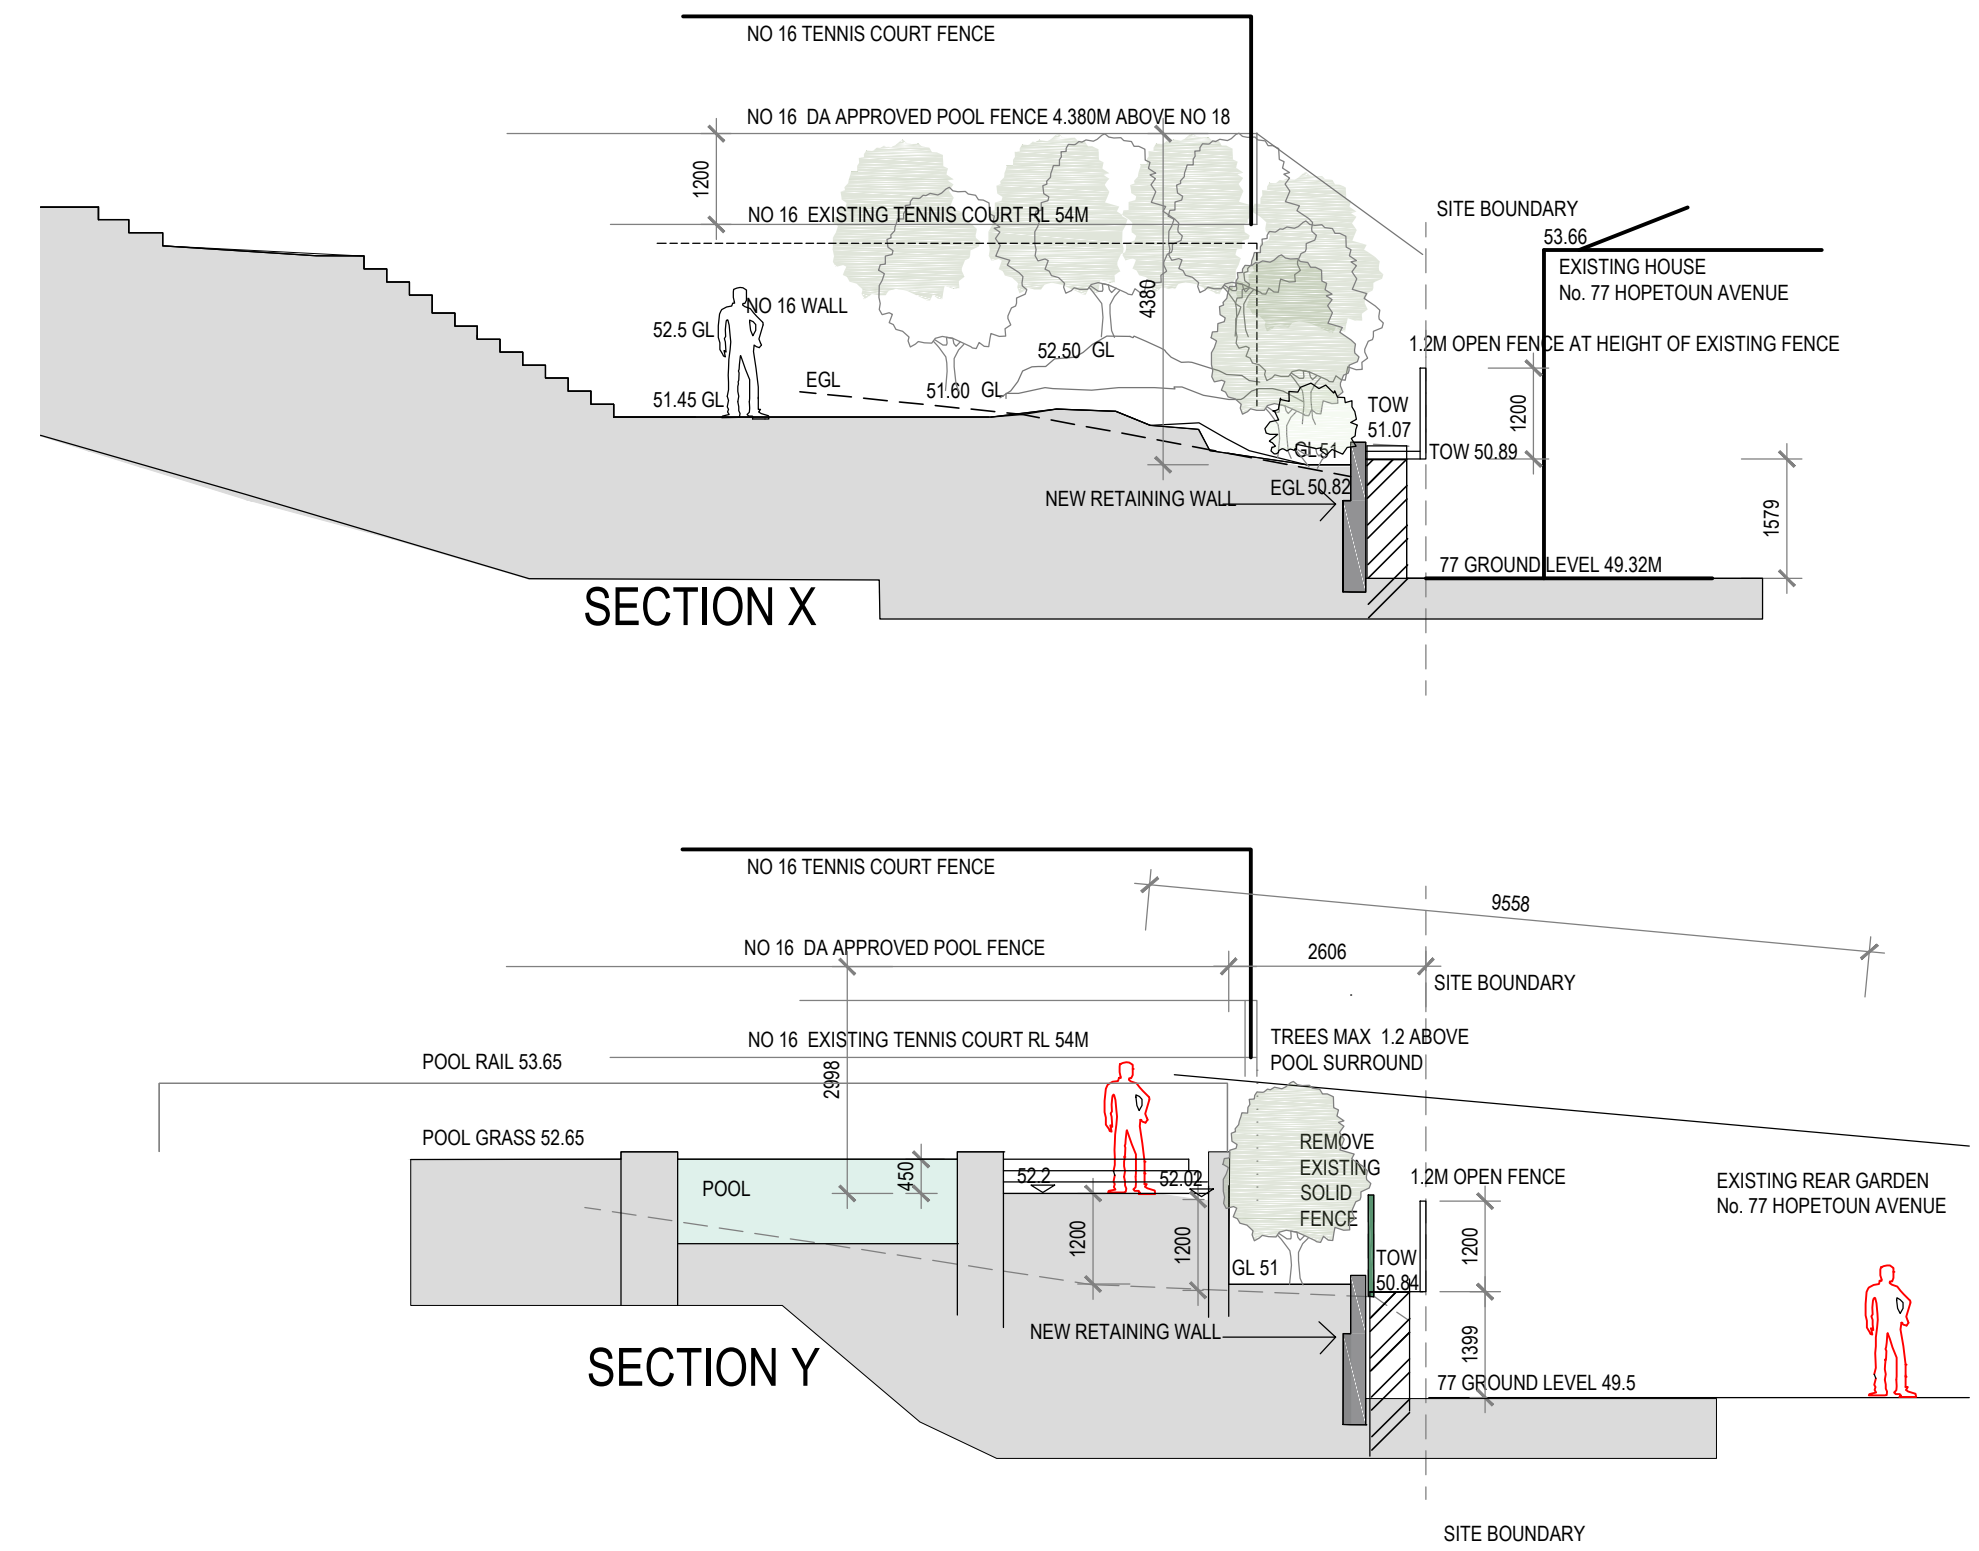 NO 16 TENNIS COURT FENCE
NO 16 DA APPROVED POOL FENCE 4.380M ABOVE NO 18
1200
NO 16 EXISTING TENNIS COURT RL 54M
SITE BOUNDARY
53.66
EXISTING HOUSE
No. 77 HOPETOUN AVENUE
4380
NO 16 WALL
52.5 GL
52.50 GL
1.2M OPEN FENCE AT HEIGHT OF EXISTING FENCE
EGL
51.60 GL
51.45 GL
TOW
51.07
1200
GL51
TOW 50.89
EGL 50.82
NEW RETAINING WALL
1579
77 GROUND LEVEL 49.32M
SECTION X
NO 16 TENNIS COURT FENCE
9558
NO 16 DA APPROVED POOL FENCE
2606
SITE BOUNDARY
NO 16 EXISTING TENNIS COURT RL 54M
TREES MAX 1.2 ABOVE
POOL SURROUND
POOL RAIL 53.65
2998
POOL GRASS 52.65
REMOVE
EXISTING
SOLID
FENCE
450
52.2
52.02
POOL
1.2M OPEN FENCE
EXISTING REAR GARDEN
No. 77 HOPETOUN AVENUE
1200
1200
1200
GL 51
TOW
50.84
NEW RETAINING WALL
1399
SECTION Y
77 GROUND LEVEL 49.5
SITE BOUNDARY